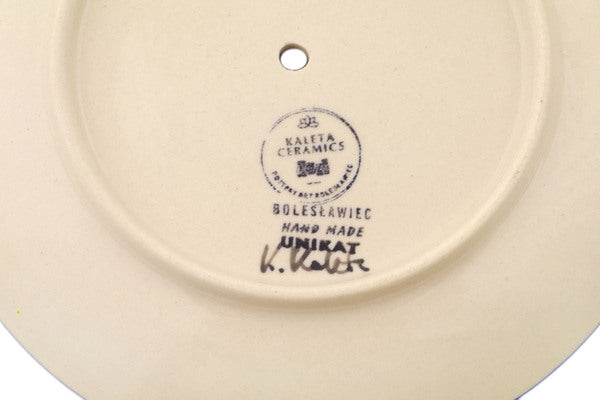 KALETA
CERAMICS
BOLESŁAWIEC
HAND MADE
UNIKAT
K. Kaleta